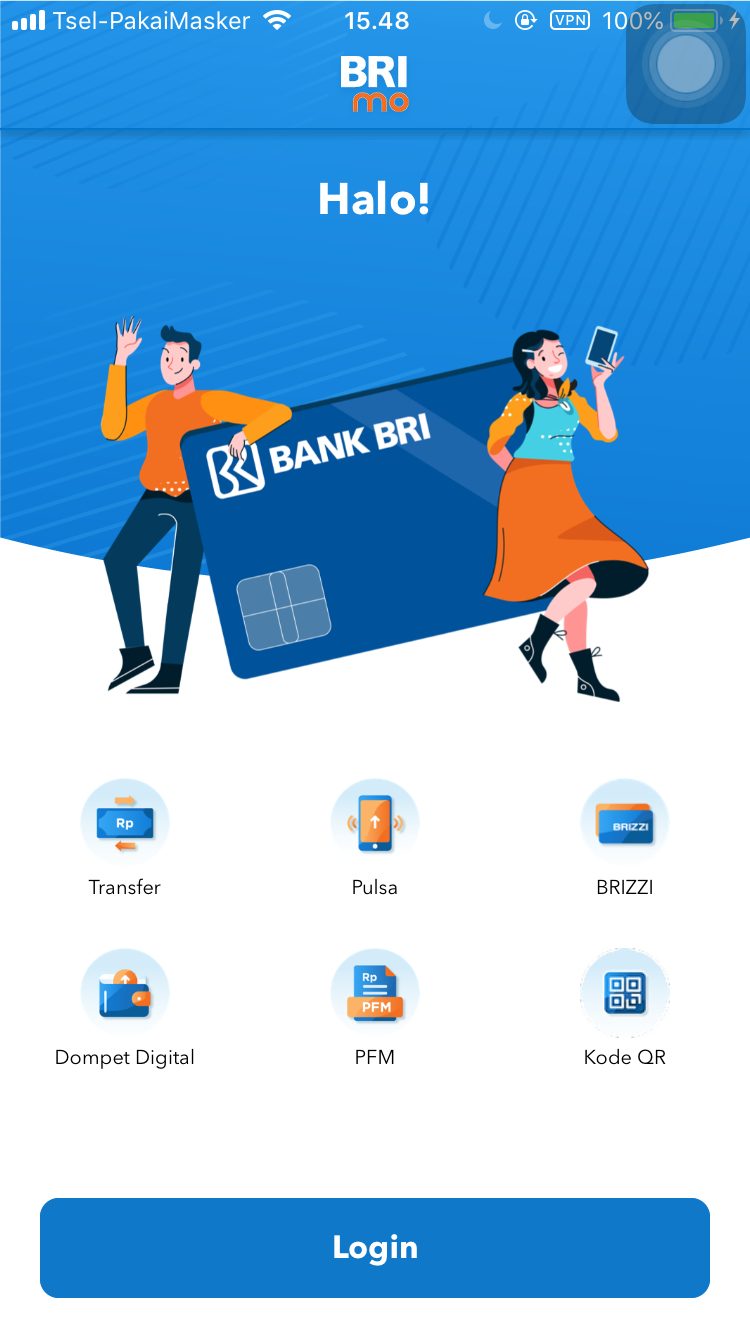 Tsel-PakaiMasker 15.48 VPN 100%
BRI
mo
Halo!
BANK BRI
Rp
BRIZZI
Transfer Pulsa BRIZZI
Rp
PFM
Dompet Digital PFM Kode QR
Login